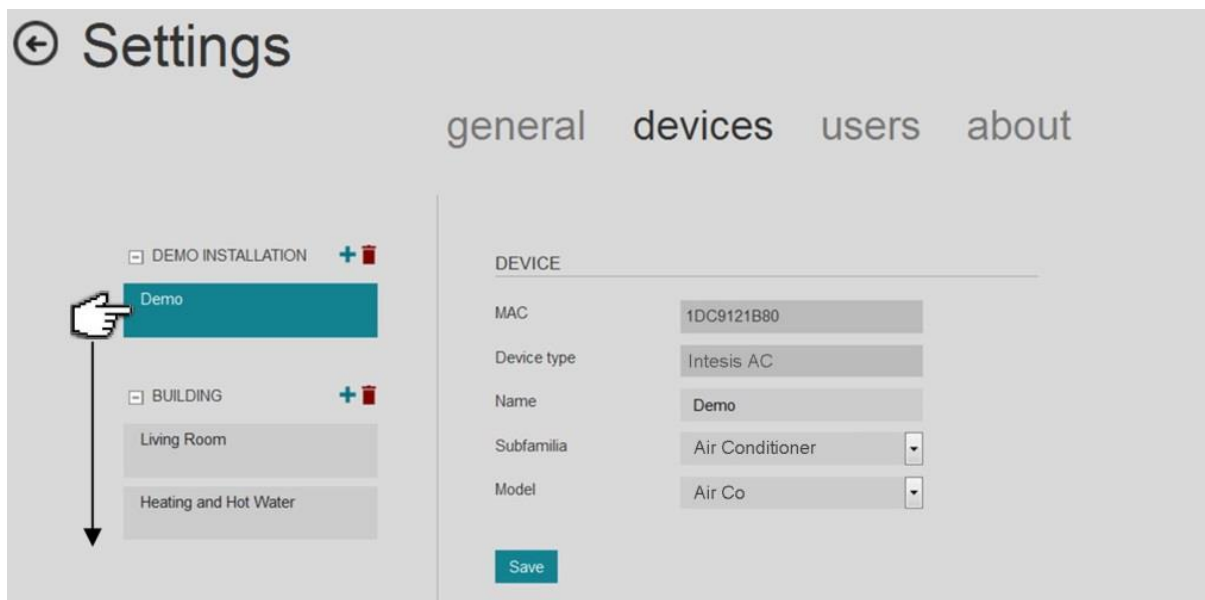 Settings
general devices users about
DEMO INSTALLATION
Demo
BUILDING
Living Room
Heating and Hot Water
DEVICE
MAC 1DC9121B80
Device type Intesis AC
Name Demo
Subfamilia Air Conditioner
Model Air Co
Save